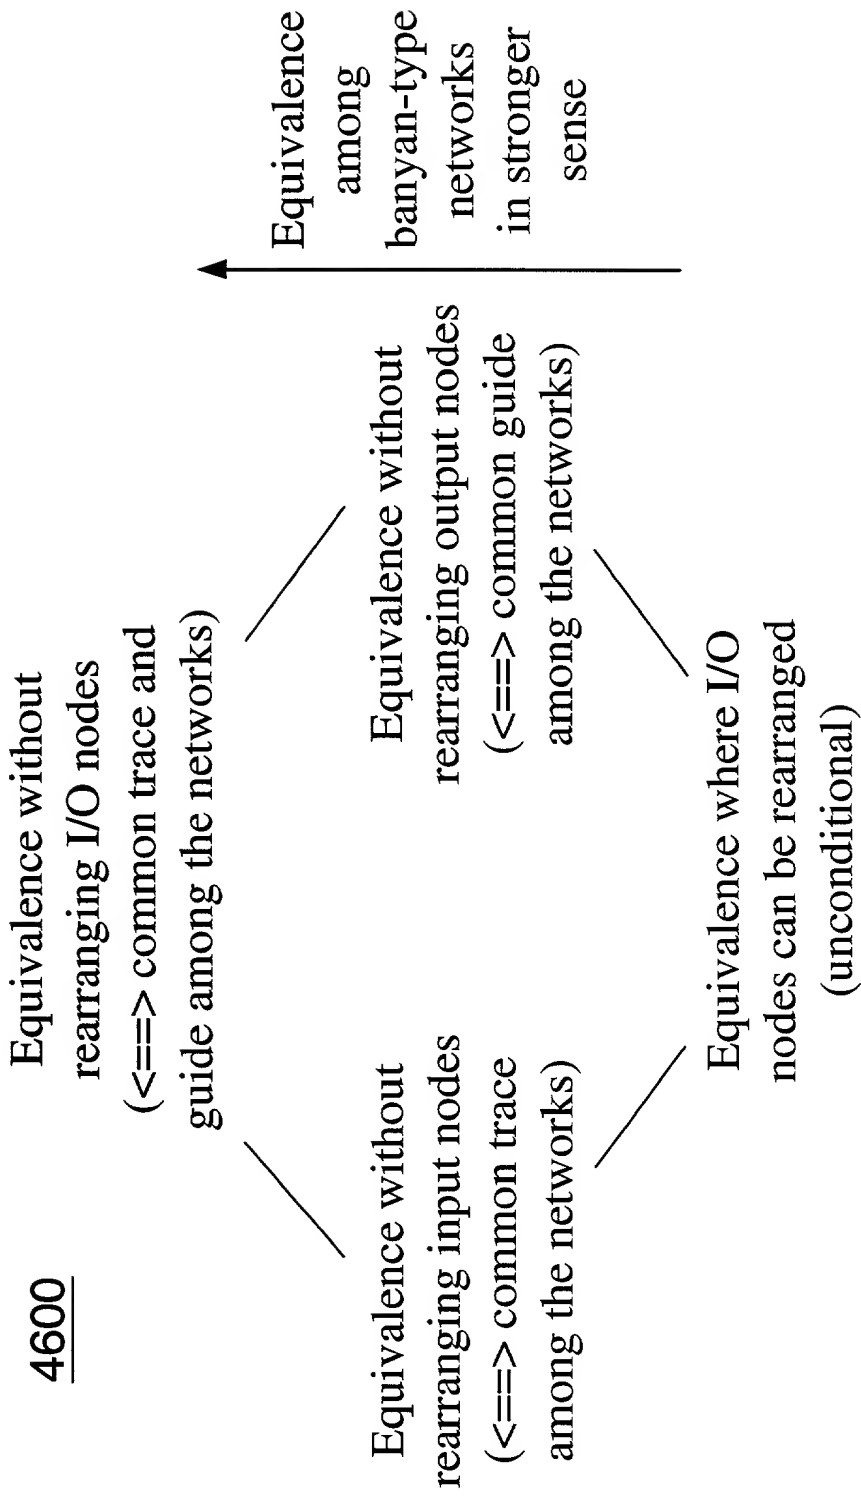 4600
Equivalence without
rearranging I/O nodes
(<==> common trace and
guide among the networks)
Equivalence without
rearranging input nodes
(<==> common trace
among the networks)
Equivalence without
rearranging output nodes
(<==> common guide
among the networks)
Equivalence where I/O
nodes can be rearranged
(unconditional)
Equivalence
among
banyan-type
networks
in stronger
sense